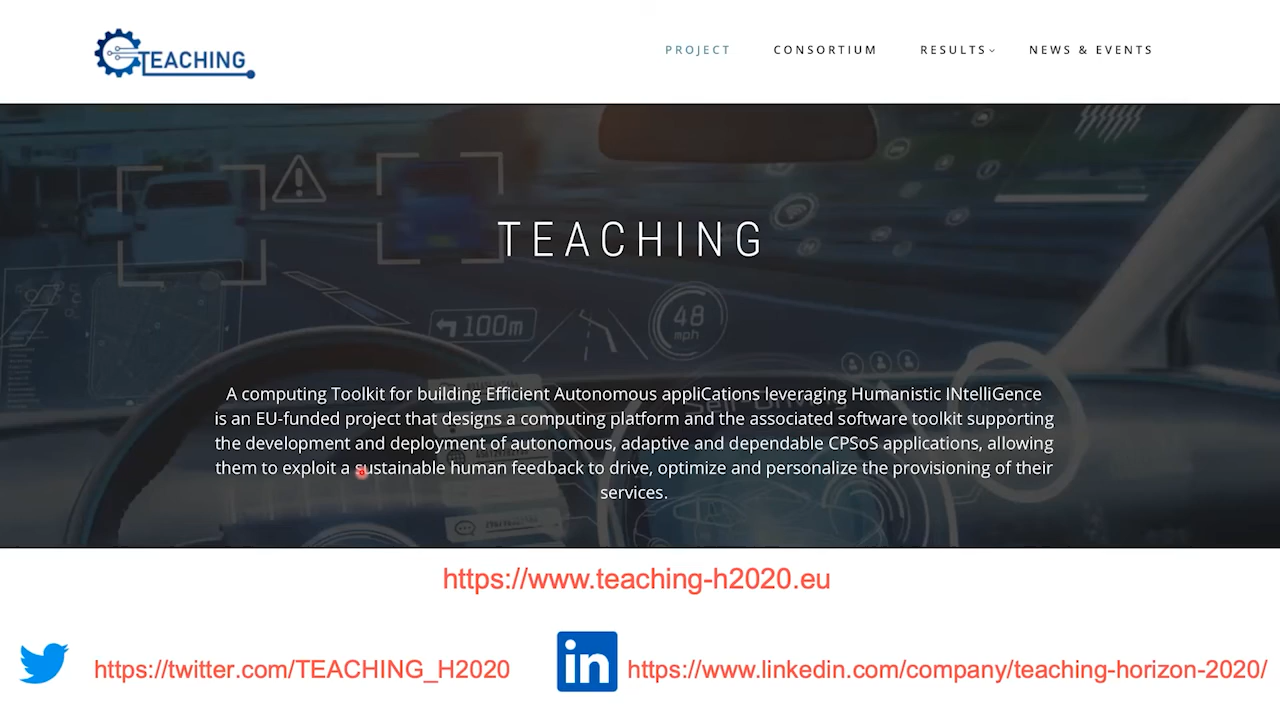 TEACHING
PROJECT CONSORTIUM RESULTS NEWS & EVENTS
TEACHING
100m
48
mph
A computing Toolkit for building Efficient Autonomous appliCations leveraging Humanistic INtelliGence
is an EU-funded project that designs a computing platform and the associated software toolkit supporting
the development and deployment of autonomous, adaptive and dependable CPSoS applications, allowing
them to exploit a sustainable human feedback to drive, optimize and personalize the provisioning of their
services.
https://www.teaching-h2020.eu
https://twitter.com/TEACHING_H2020
in https://www.linkedin.com/company/teaching-horizon-2020/